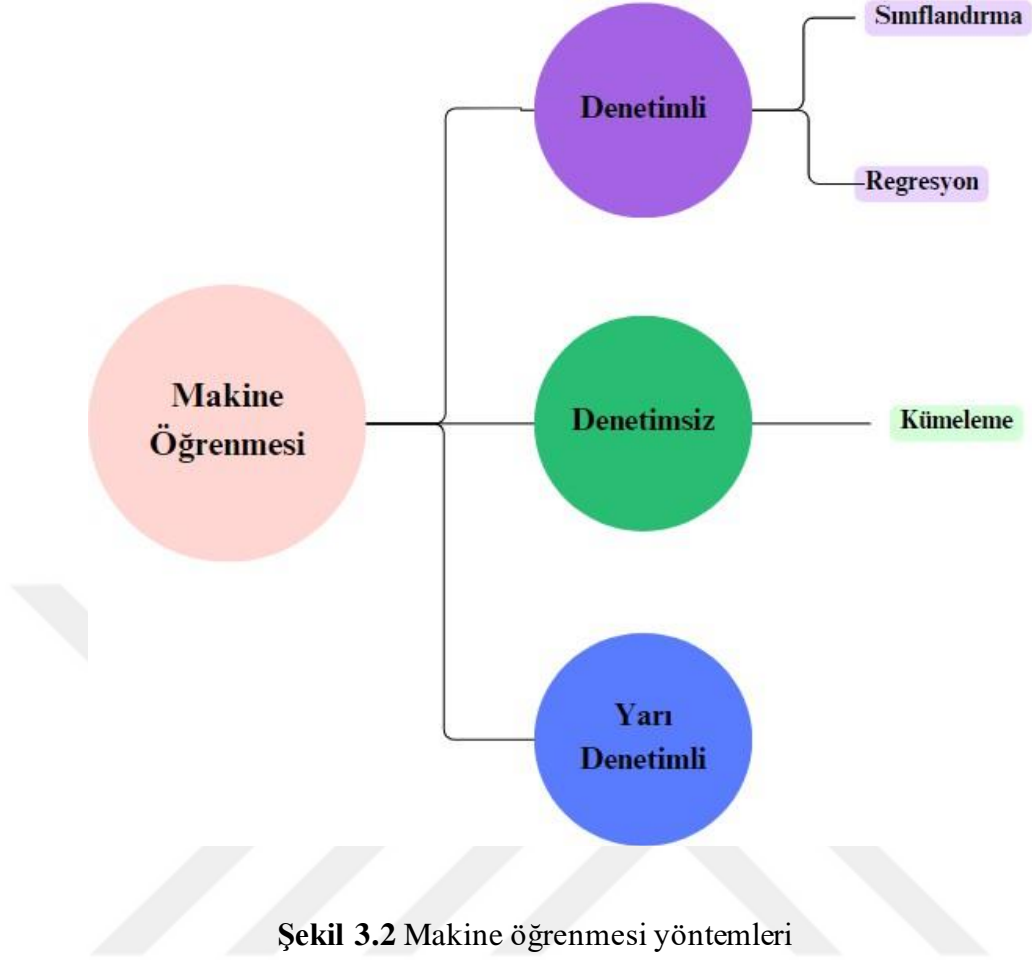 Sınıflandırma
Denetimli
Regresyon
Makine
Öğrenmesi
Denetimsiz
Kümeleme
Yarı
Denetimli
Şekil 3.2 Makine öğrenmesi yöntemleri